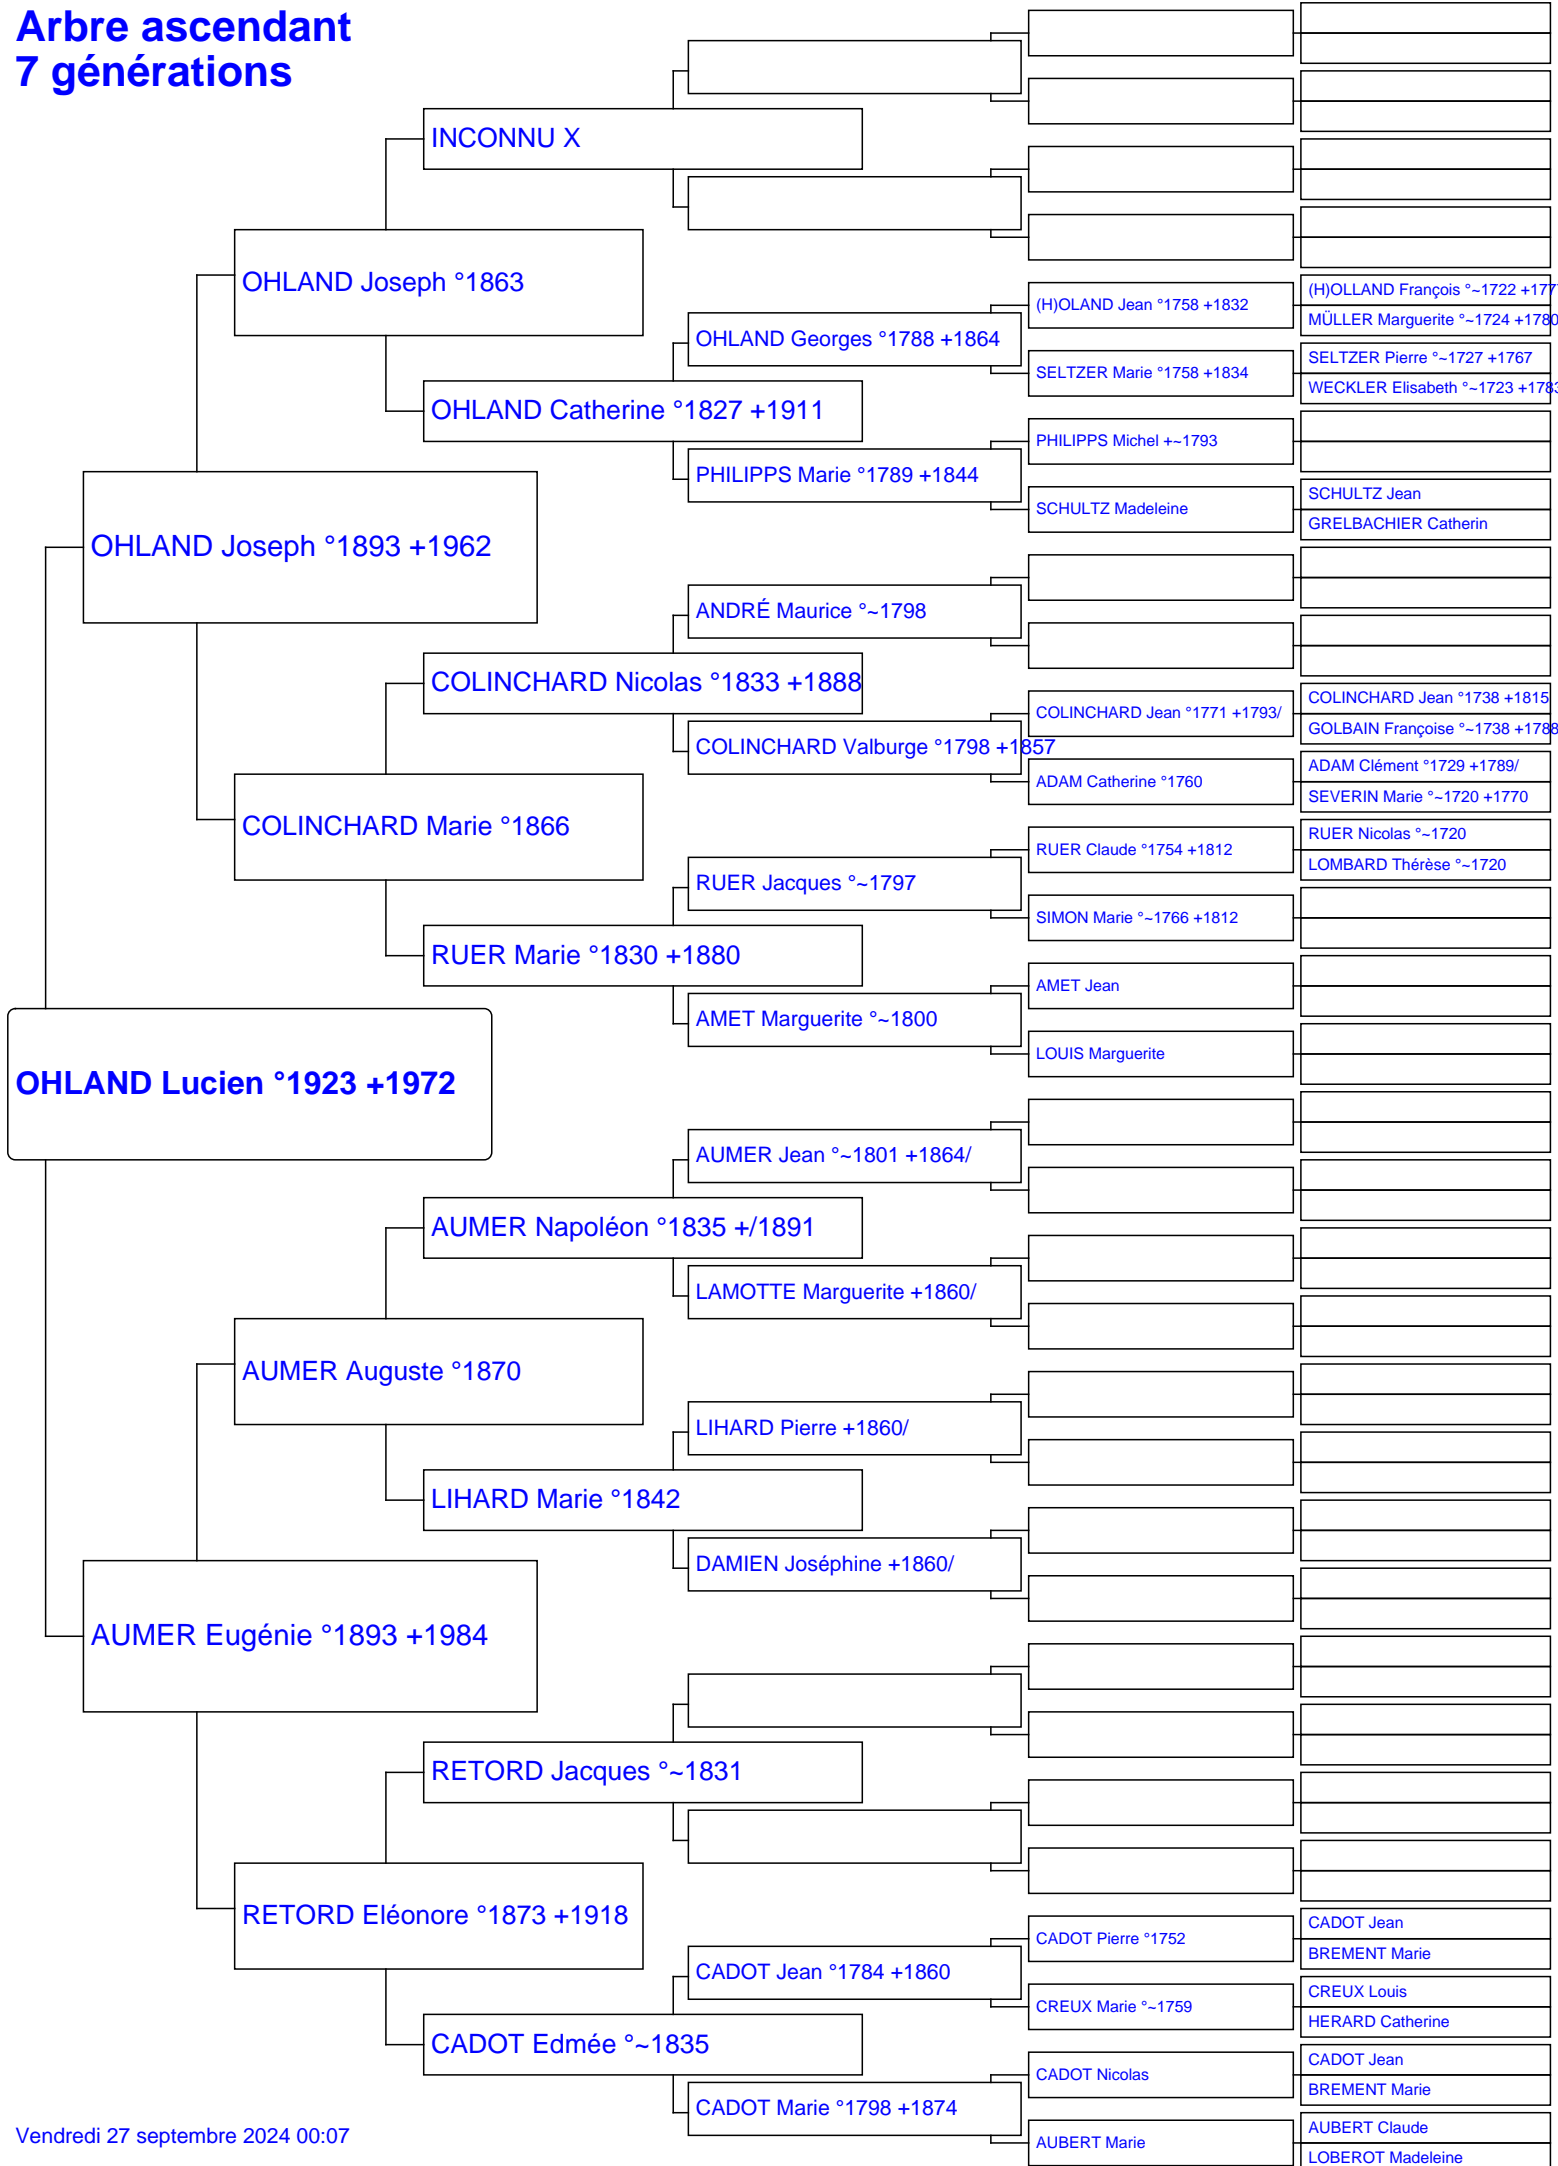 Arbre ascendant
7 générations
INCONNU X
OHLAND Joseph °1863
(H)OLAND Jean °1758 +1832
(H)OLLAND François °~1722 +177
MÜLLER Marguerite °~1724 +1780
OHLAND Georges °1788 +1864
SELTZER Marie °1758 +1834
SELTZER Pierre °~1727 +1767
WECKLER Elisabeth °~1723 +1783
OHLAND Catherine °1827 +1911
PHILIPPS Michel +~1793
PHILIPPS Marie °1789 +1844
SCHULTZ Madeleine
SCHULTZ Jean
GRELBACHIER Catherin
OHLAND Joseph °1893 +1962
ANDRÉ Maurice °~1798
COLINCHARD Nicolas °1833 +1888
COLINCHARD Jean °1771 +1793/
COLINCHARD Jean °1738 +1815
GOLBAIN Françoise °~1738 +1788
COLINCHARD Valburge °1798 +1857
ADAM Catherine °1760
ADAM Clément °1729 +1789/
SEVERIN Marie °~1720 +1770
COLINCHARD Marie °1866
RUER Claude °1754 +1812
RUER Nicolas °~1720
LOMBARD Thérèse °~1720
RUER Jacques °~1797
SIMON Marie °~1766 +1812
RUER Marie °1830 +1880
AMET Jean
AMET Marguerite °~1800
LOUIS Marguerite
OHLAND Lucien °1923 +1972
AUMER Jean °~1801 +1864/
AUMER Napoléon °1835 +/1891
LAMOTTE Marguerite +1860/
AUMER Auguste °1870
LIHARD Pierre +1860/
LIHARD Marie °1842
DAMIEN Joséphine +1860/
AUMER Eugénie °1893 +1984
RETORD Jacques °~1831
RETORD Eléonore °1873 +1918
CADOT Pierre °1752
CADOT Jean
BREMENT Marie
CADOT Jean °1784 +1860
CREUX Marie °~1759
CREUX Louis
HERARD Catherine
CADOT Edmée °~1835
CADOT Nicolas
CADOT Jean
BREMENT Marie
CADOT Marie °1798 +1874
AUBERT Marie
AUBERT Claude
LOBEROT Madeleine
Vendredi 27 septembre 2024 00:07